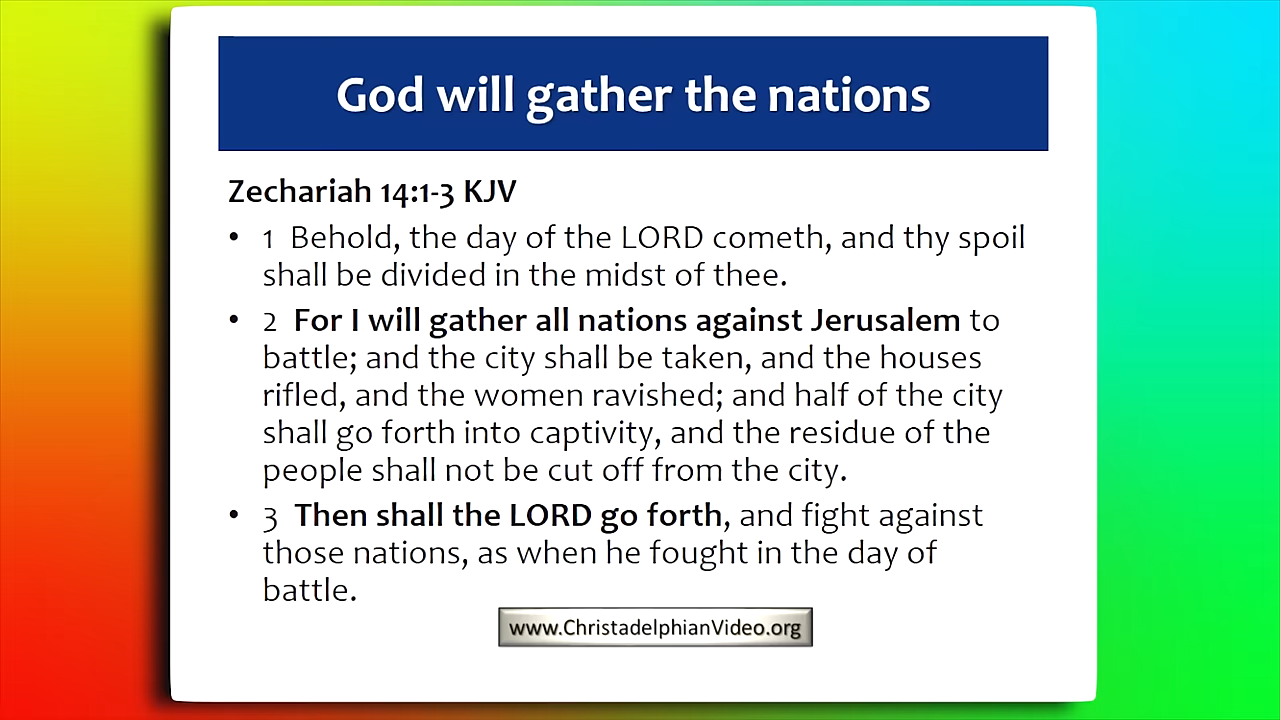 God will gather the nations
Zechariah 14:1-3 KJV
• 1 Behold, the day of the LORD cometh, and thy spoil
shall be divided in the midst of thee.
• 2 For I will gather all nations against Jerusalem to
battle; and the city shall be taken, and the houses
rifled, and the women ravished; and half of the city
shall go forth into captivity, and the residue of the
people shall not be cut off from the city.
• 3 Then shall the LORD go forth, and fight against
those nations, as when he fought in the day of
battle.
www.ChristadelphianVideo.org